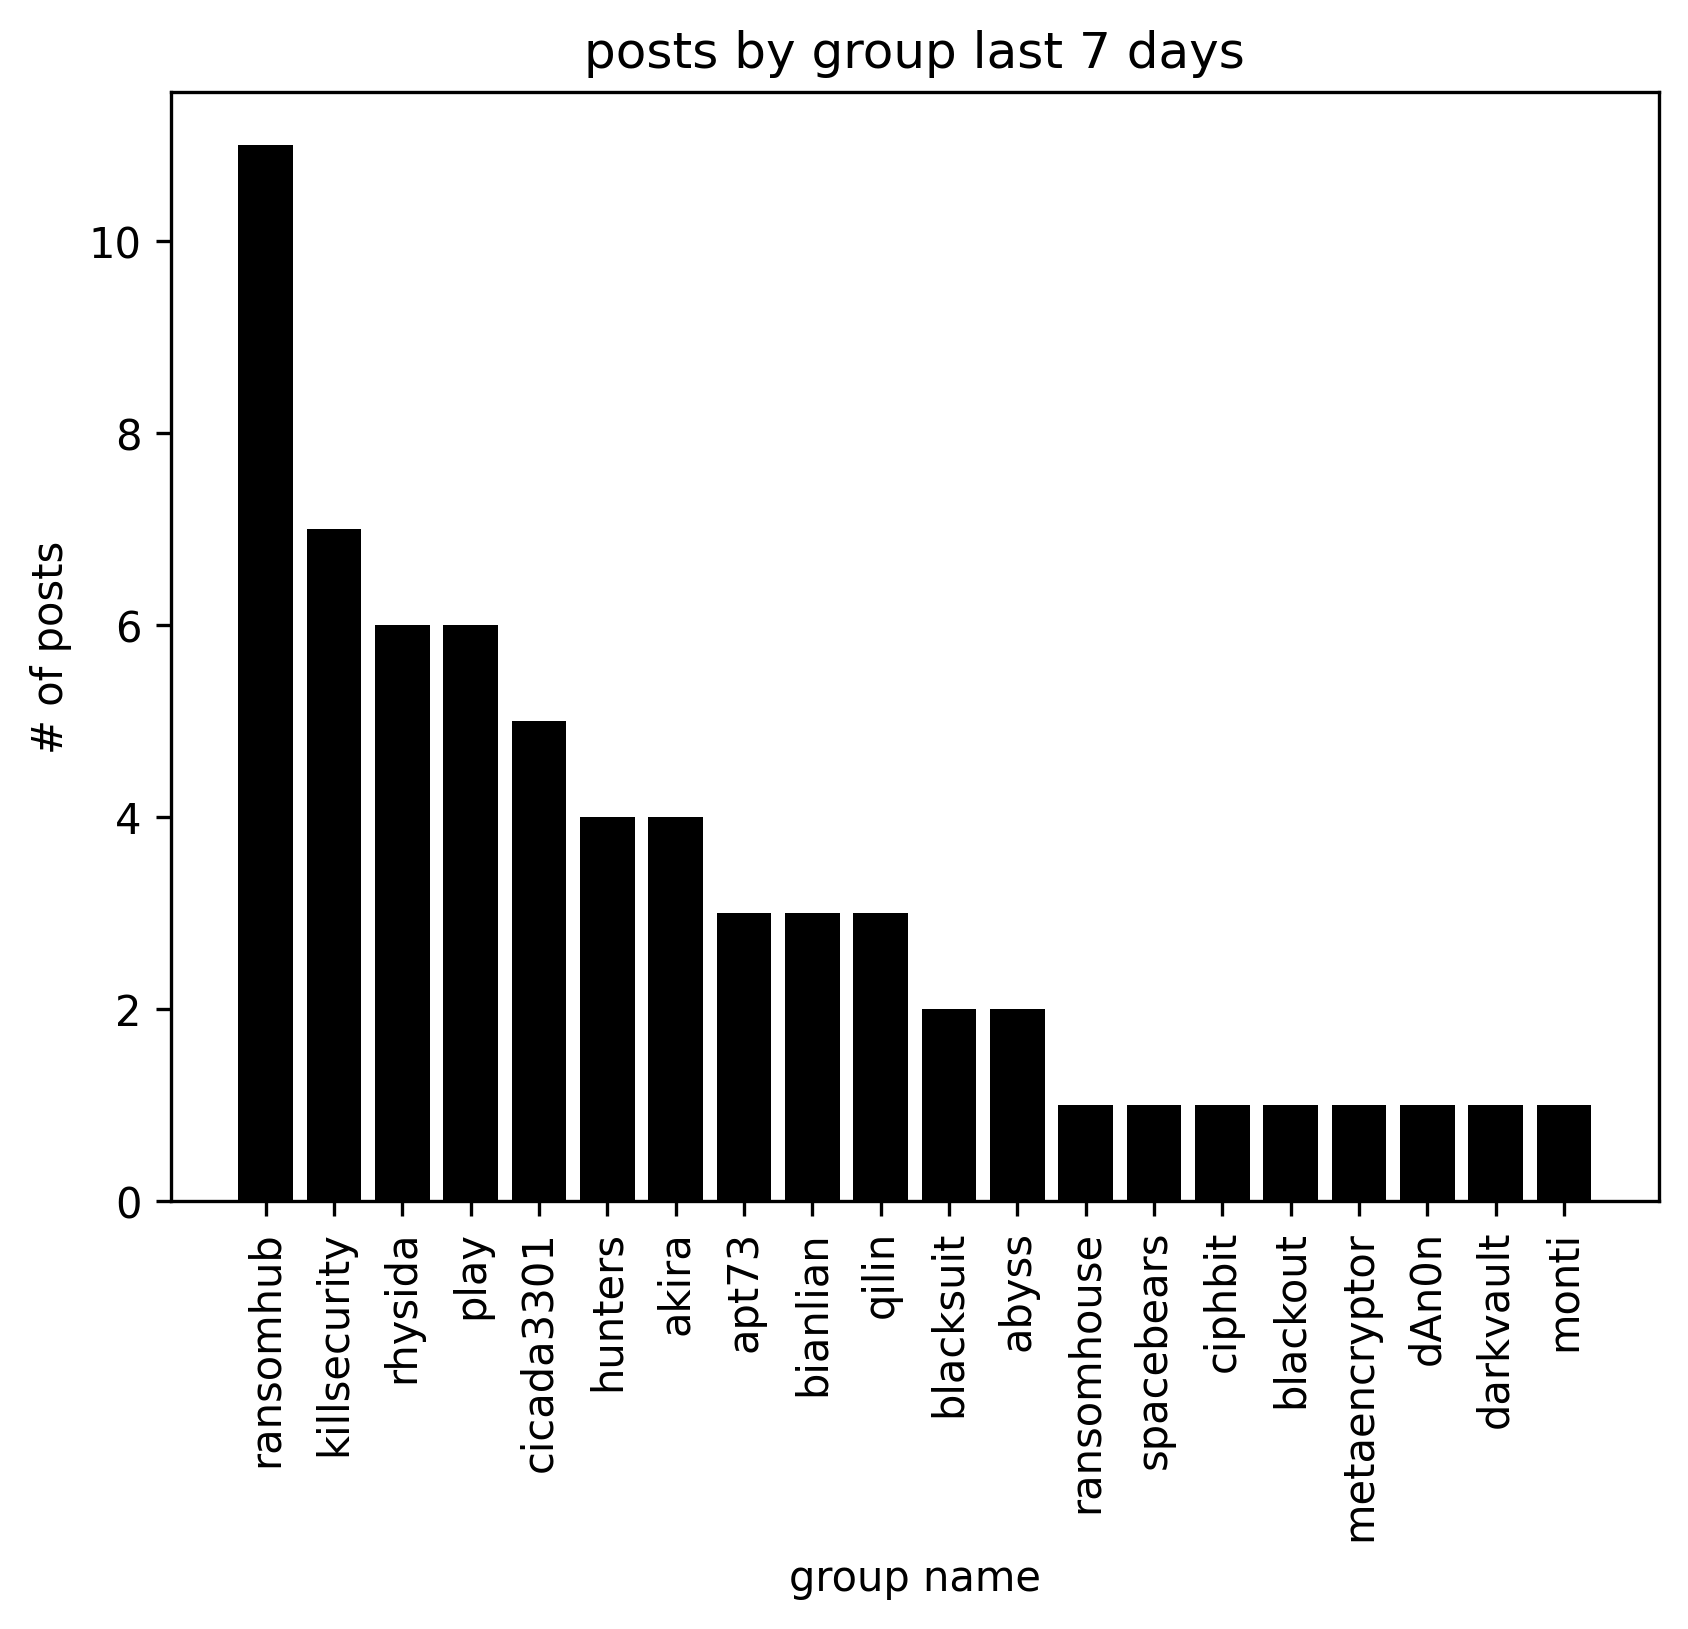 posts by group last 7 days
# of posts
10
8
6
4
2
0
ransomhub
killsecurity
rhysida
play
cicada3301
hunters
akira
apt73
bianlian
qilin
blacksuit
abyss
ransomhouse
spacebears
ciphbit
blackout
metaencryptor
dAn0n
darkvault
monti
group name